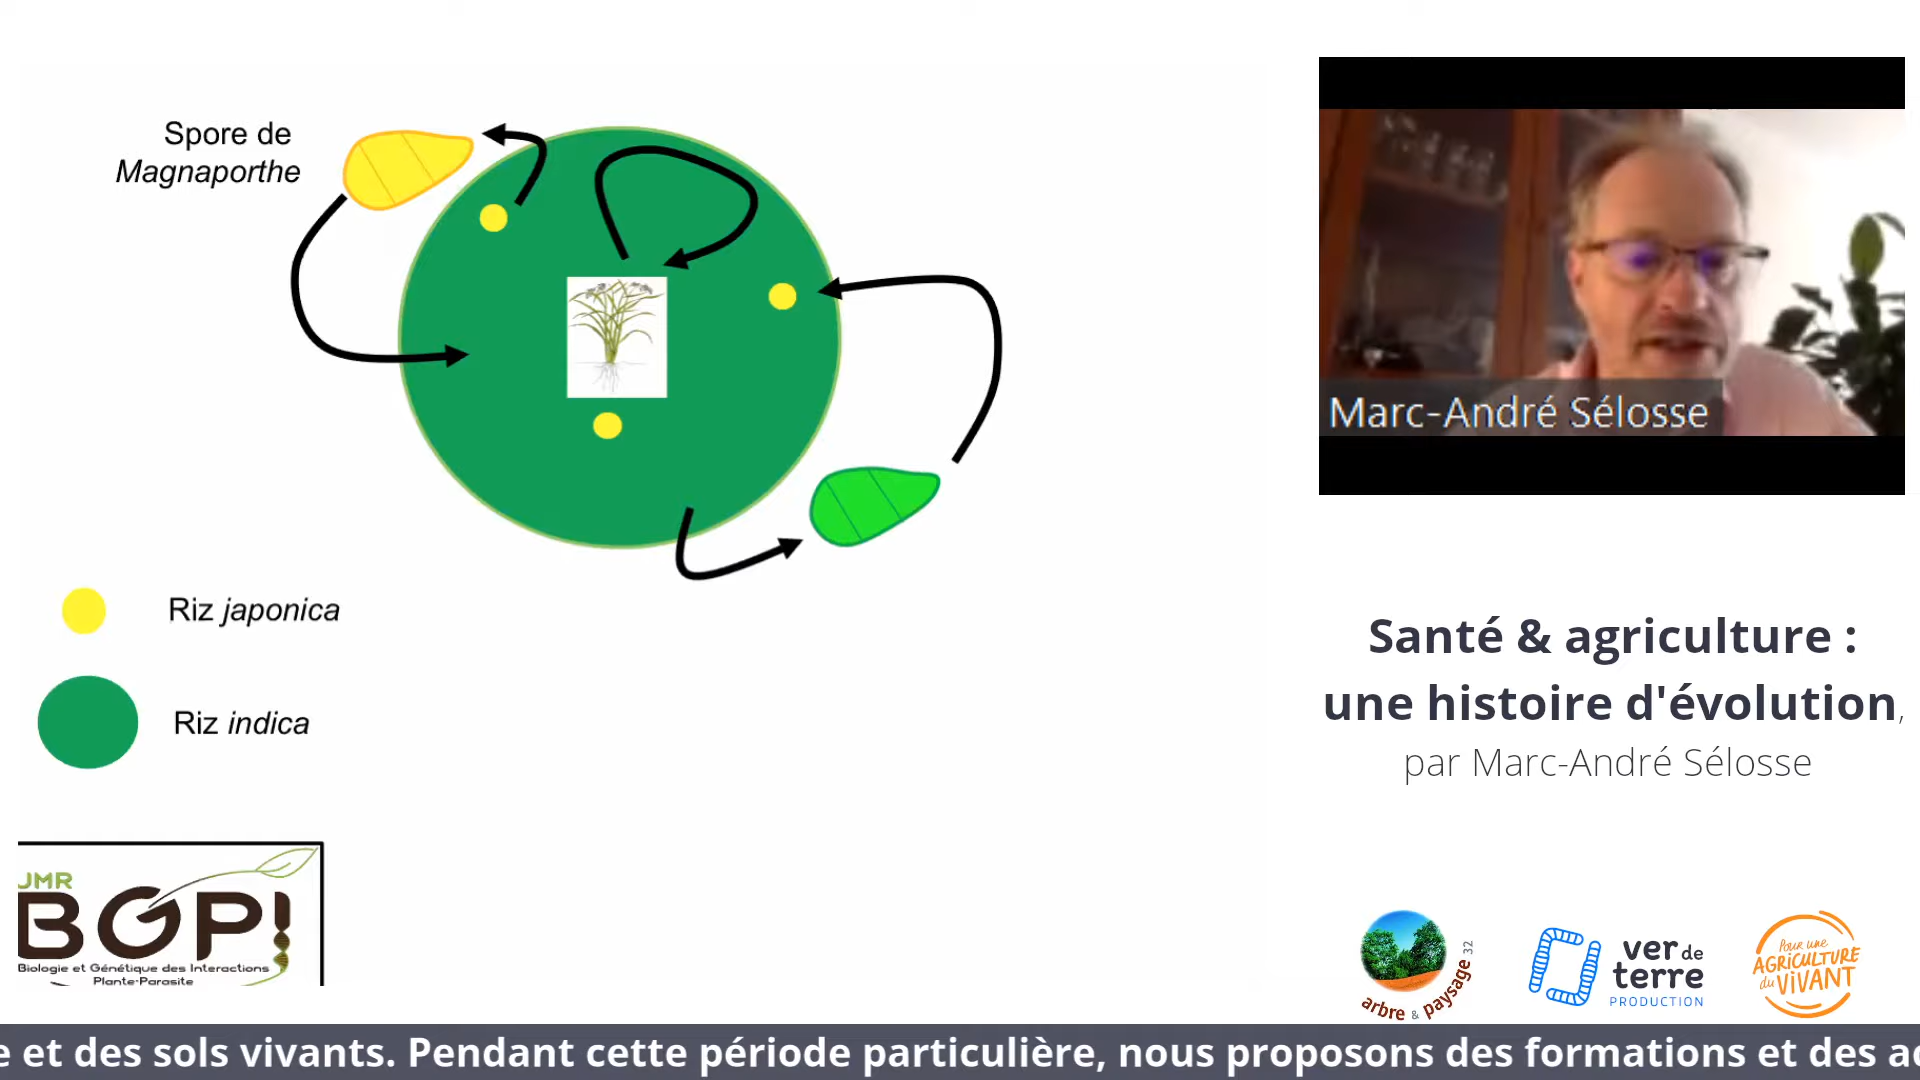 Spore de
Magnaporthe
Riz japonica
Riz indica
UMR
BGPI
Biologie et Génétique des Interactions
Plante-Parasite
Marc-André Sélosse
Santé & agriculture :
une histoire d'évolution,
par Marc-André Sélosse
arbre & paysage 32
ver de
terre
PRODUCTION
Pour une
AGRICULTURE
du VIVANT
e et des sols vivants. Pendant cette période particulière, nous proposons des formations et des